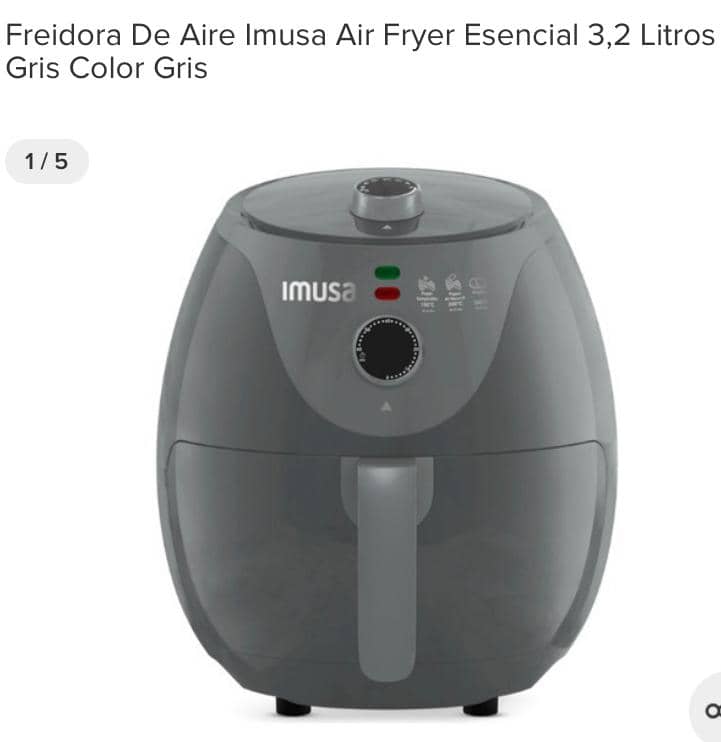 Freidora De Aire Imusa Air Fryer Esencial 3,2 Litros
Gris Color Gris
1 / 5
IMUSA